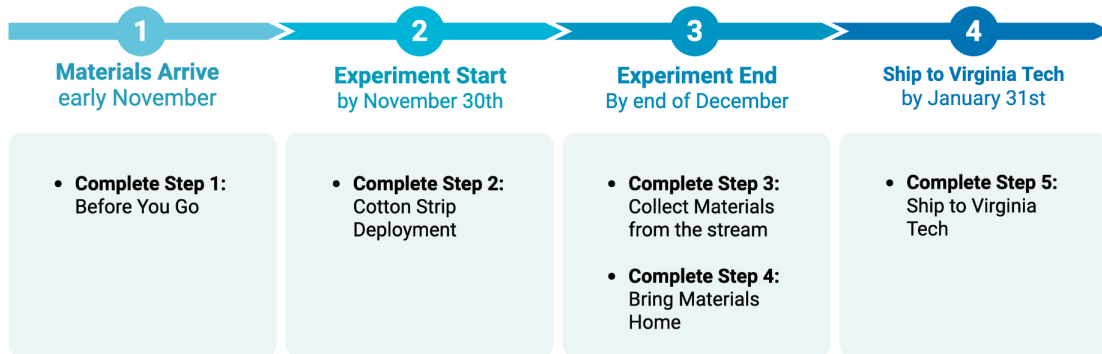 1
Materials Arrive
early November
2
Experiment Start
by November 30th
3
Experiment End
By end of December
4
Ship to Virginia Tech
by January 31st
• Complete Step 1:
Before You Go
• Complete Step 2:
Cotton Strip
Deployment
• Complete Step 3:
Collect Materials
from the stream
• Complete Step 4:
Bring Materials
Home
• Complete Step 5:
Ship to Virginia
Tech